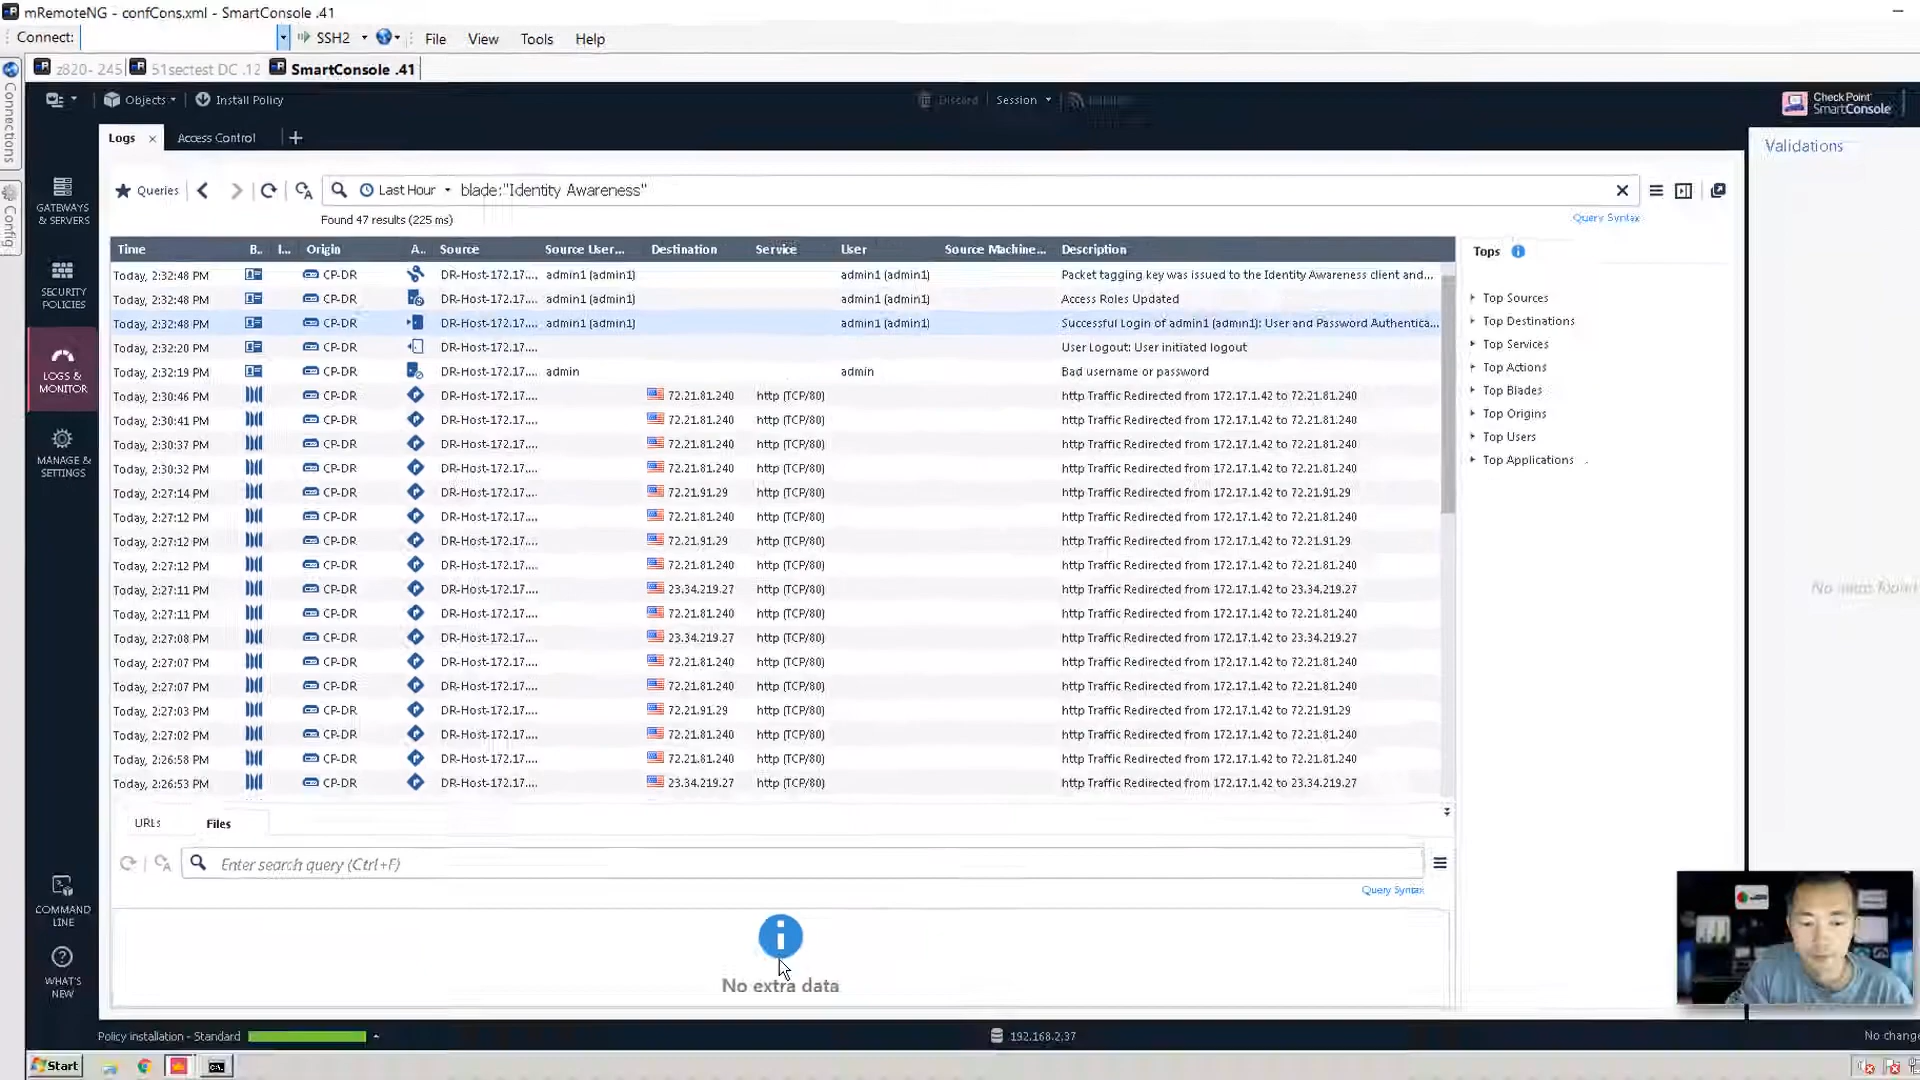 mRemoteNG - confCons.xml - SmartConsole .41
Connect: SSH2 File View Tools Help
z820- 245 51sectest DC .12 SmartConsole .41
Connections
Config
Objects Install Policy Discard Session
Check Point
SmartConsole
Logs Access Control
Validations
GATEWAYS
& SERVERS
SECURITY
POLICIES
LOGS &
MONITOR
MANAGE &
SETTINGS
COMMAND
LINE
WHAT'S
NEW
Queries Last Hour blade:"Identity Awareness"
Found 47 results (225 ms) Query Syntax
Time B.. I... Origin A.. Source Source User... Destination Service User Source Machine... Description
Today, 2:32:48 PM CP-DR DR-Host-172.17.... admin1 (admin1) admin1 (admin1) Packet tagging key was issued to the Identity Awareness client and...
Today, 2:32:48 PM CP-DR DR-Host-172.17.... admin1 (admin1) admin1 (admin1) Access Roles Updated
Today, 2:32:48 PM CP-DR DR-Host-172.17.... admin1 (admin1) admin1 (admin1) Successful Login of admin1 (admin1): User and Password Authentica...
Today, 2:32:20 PM CP-DR DR-Host-172.17.... User Logout: User initiated logout
Today, 2:32:19 PM CP-DR DR-Host-172.17.... admin admin Bad username or password
Today, 2:30:46 PM CP-DR DR-Host-172.17.... 72.21.81.240 http (TCP/80) http Traffic Redirected from 172.17.1.42 to 72.21.81.240
Today, 2:30:41 PM CP-DR DR-Host-172.17.... 72.21.81.240 http (TCP/80) http Traffic Redirected from 172.17.1.42 to 72.21.81.240
Today, 2:30:37 PM CP-DR DR-Host-172.17.... 72.21.81.240 http (TCP/80) http Traffic Redirected from 172.17.1.42 to 72.21.81.240
Today, 2:30:32 PM CP-DR DR-Host-172.17.... 72.21.81.240 http (TCP/80) http Traffic Redirected from 172.17.1.42 to 72.21.81.240
Today, 2:27:14 PM CP-DR DR-Host-172.17.... 72.21.91.29 http (TCP/80) http Traffic Redirected from 172.17.1.42 to 72.21.91.29
Today, 2:27:12 PM CP-DR DR-Host-172.17.... 72.21.81.240 http (TCP/80) http Traffic Redirected from 172.17.1.42 to 72.21.81.240
Today, 2:27:12 PM CP-DR DR-Host-172.17.... 72.21.91.29 http (TCP/80) http Traffic Redirected from 172.17.1.42 to 72.21.91.29
Today, 2:27:12 PM CP-DR DR-Host-172.17.... 72.21.81.240 http (TCP/80) http Traffic Redirected from 172.17.1.42 to 72.21.81.240
Today, 2:27:11 PM CP-DR DR-Host-172.17.... 23.34.219.27 http (TCP/80) http Traffic Redirected from 172.17.1.42 to 23.34.219.27
Today, 2:27:11 PM CP-DR DR-Host-172.17.... 72.21.81.240 http (TCP/80) http Traffic Redirected from 172.17.1.42 to 72.21.81.240
Today, 2:27:08 PM CP-DR DR-Host-172.17.... 23.34.219.27 http (TCP/80) http Traffic Redirected from 172.17.1.42 to 23.34.219.27
Today, 2:27:07 PM CP-DR DR-Host-172.17.... 72.21.81.240 http (TCP/80) http Traffic Redirected from 172.17.1.42 to 72.21.81.240
Today, 2:27:07 PM CP-DR DR-Host-172.17.... 72.21.81.240 http (TCP/80) http Traffic Redirected from 172.17.1.42 to 72.21.81.240
Today, 2:27:03 PM CP-DR DR-Host-172.17.... 72.21.91.29 http (TCP/80) http Traffic Redirected from 172.17.1.42 to 72.21.91.29
Today, 2:27:02 PM CP-DR DR-Host-172.17.... 72.21.81.240 http (TCP/80) http Traffic Redirected from 172.17.1.42 to 72.21.81.240
Today, 2:26:58 PM CP-DR DR-Host-172.17.... 72.21.81.240 http (TCP/80) http Traffic Redirected from 172.17.1.42 to 72.21.81.240
Today, 2:26:53 PM CP-DR DR-Host-172.17.... 23.34.219.27 http (TCP/80) http Traffic Redirected from 172.17.1.42 to 23.34.219.27
Tops
Top Sources
Top Destinations
Top Services
Top Actions
Top Blades
Top Origins
Top Users
Top Applications
No items found
URLs Files
Enter search query (Ctrl+F)
Query Syntax
No extra data
Policy installation - Standard 192.168.2.37 No change
Start